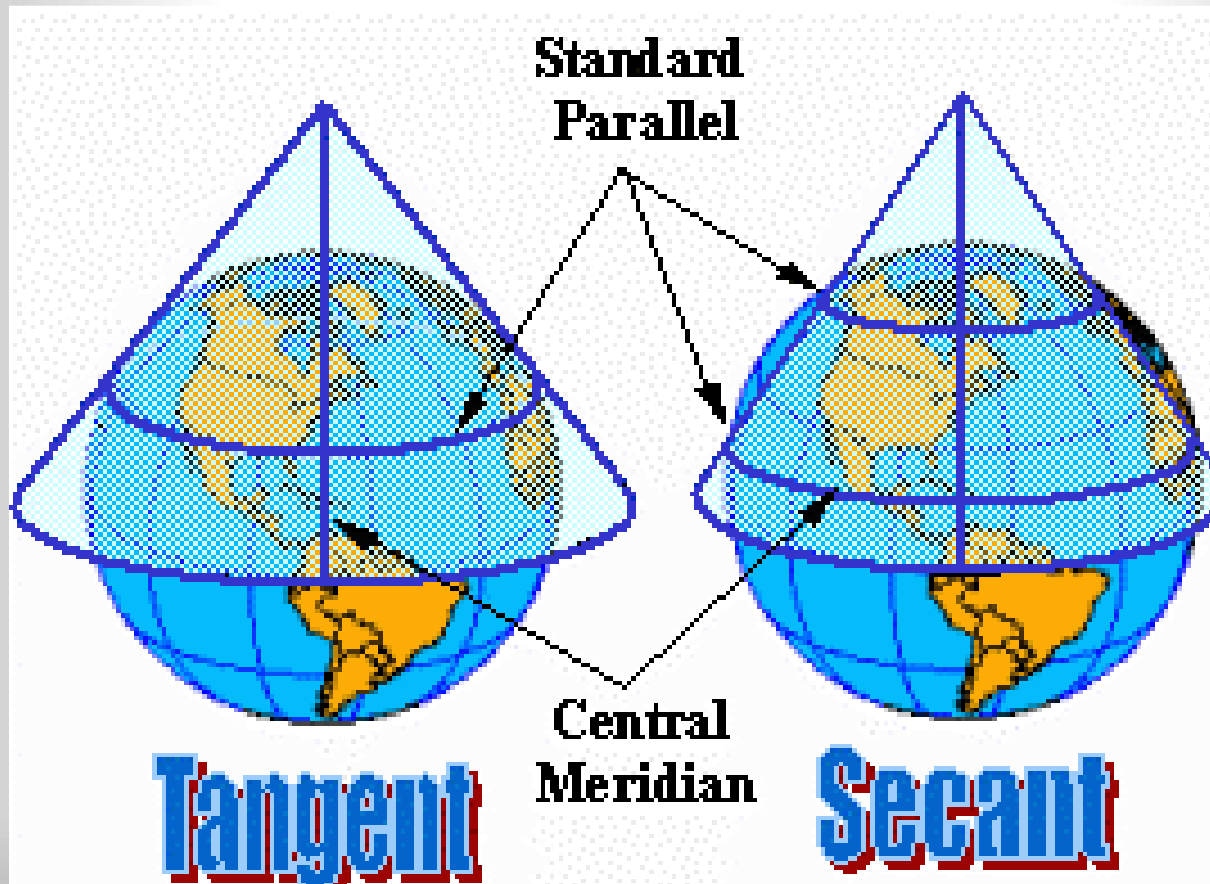 Standard
Parallel
Central
Meridian
Tangent
Secant